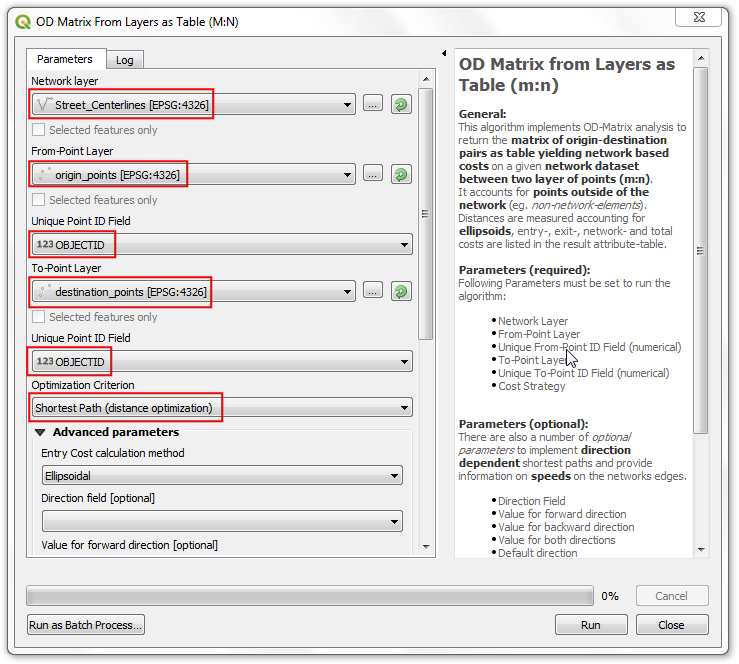 OD Matrix From Layers as Table (M:N)
Parameters
Log
Network layer
Street_Centerlines [EPSG:4326]
...
Selected features only
From-Point Layer
origin_points [EPSG:4326]
...
Selected features only
Unique Point ID Field
123 OBJECTID
To-Point Layer
destination_points [EPSG:4326]
...
Selected features only
Unique Point ID Field
123 OBJECTID
Optimization Criterion
Shortest Path (distance optimization)
Advanced parameters
Entry Cost calculation method
Ellipsoidal
Direction field [optional]
Value for forward direction [optional]
OD Matrix from Layers as
Table (m:n)
General:
This algorithm implements OD-Matrix analysis to
return the matrix of origin-destination
pairs as table yielding network based
costs on a given network dataset
between two layer of points (m:n).
It accounts for points outside of the
network (eg. non-network-elements).
Distances are measured accounting for
ellipsoids, entry-, exit-, network- and total
costs are listed in the result attribute-table.
Parameters (required):
Following Parameters must be set to run the
algorithm:
• Network Layer
• From-Point Layer
• Unique From-Point ID Field (numerical)
• To-Point Layer
• Unique To-Point ID Field (numerical)
• Cost Strategy
Parameters (optional):
There are also a number of optional
parameters to implement direction
dependent shortest paths and provide
information on speeds on the networks edges.
• Direction Field
• Value for forward direction
• Value for backward direction
• Value for both directions
• Default direction
0%
Cancel
Run as Batch Process...
Run
Close